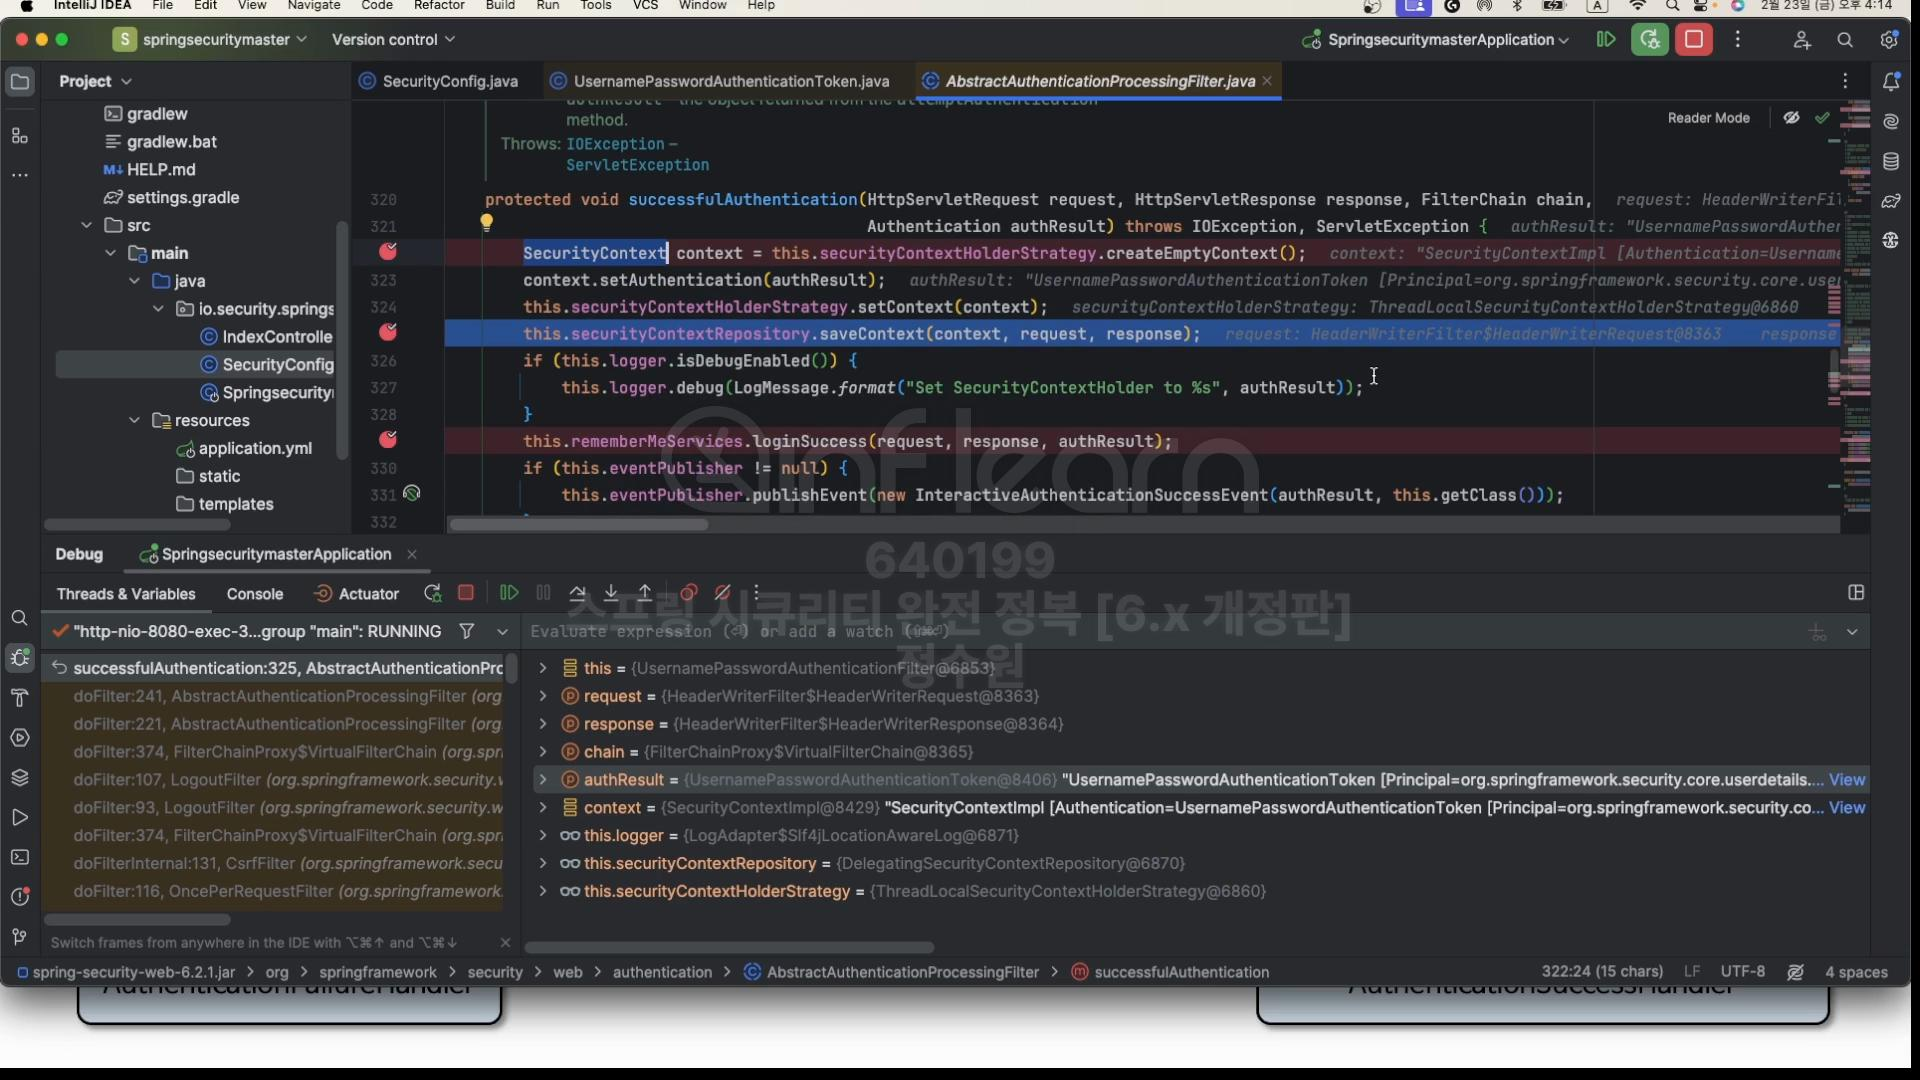 IntelliJ IDEA File Edit View Navigate Code Refactor Build Run Tools VCS Window Help A 2월 23일 (금) 오후 4:14
S springsecuritymaster Version control SpringsecuritymasterApplication
Project SecurityConfig.java UsernamePasswordAuthenticationToken.java AbstractAuthenticationProcessingFilter.java
gradlew
gradlew.bat
HELP.md
settings.gradle
src
main
java
io.security.springs
IndexControlle
SecurityConfig
Springsecurity
resources
application.yml
static
templates
Reader Mode
method.
Throws: IOException –
ServletException
320 protected void successfulAuthentication(HttpServletRequest request, HttpServletResponse response, FilterChain chain, request: HeaderWriterFil
321 Authentication authResult) throws IOException, ServletException { authResult: "UsernamePasswordAuthen
SecurityContext context = this.securityContextHolderStrategy.createEmptyContext(); context: "SecurityContextImpl [Authentication=Username
323 context.setAuthentication(authResult); authResult: "UsernamePasswordAuthenticationToken [Principal=org.springframework.security.core.user
324 this.securityContextHolderStrategy.setContext(context); securityContextHolderStrategy: ThreadLocalSecurityContextHolderStrategy@6860
this.securityContextRepository.saveContext(context, request, response); request: HeaderWriterFilter$HeaderWriterRequest@8363 response
326 if (this.logger.isDebugEnabled()) {
327 this.logger.debug(LogMessage.format("Set SecurityContextHolder to %s", authResult));
328 }
this.rememberMeServices.loginSuccess(request, response, authResult);
330 if (this.eventPublisher != null) {
331 this.eventPublisher.publishEvent(new InteractiveAuthenticationSuccessEvent(authResult, this.getClass()));
332
inflearn
640199
스프링 시큐리티 완전 정복 [6.x 개정판]
정수원
Debug SpringsecuritymasterApplication
Threads & Variables Console Actuator
"http-nio-8080-exec-3...group "main": RUNNING
Evaluate expression (⏎) or add a watch (⇧⌘⏎)
successfulAuthentication:325, AbstractAuthenticationPro
doFilter:241, AbstractAuthenticationProcessingFilter (org
doFilter:221, AbstractAuthenticationProcessingFilter (org
doFilter:374, FilterChainProxy$VirtualFilterChain (org.spri
doFilter:107, LogoutFilter (org.springframework.security.w
doFilter:93, LogoutFilter (org.springframework.security.w
doFilter:374, FilterChainProxy$VirtualFilterChain (org.spri
doFilterInternal:131, CsrfFilter (org.springframework.secu
doFilter:116, OncePerRequestFilter (org.springframework.
Switch frames from anywhere in the IDE with ⌥⌘↑ and ⌥⌘↓
this = {UsernamePasswordAuthenticationFilter@6853}
request = {HeaderWriterFilter$HeaderWriterRequest@8363}
response = {HeaderWriterFilter$HeaderWriterResponse@8364}
chain = {FilterChainProxy$VirtualFilterChain@8365}
authResult = {UsernamePasswordAuthenticationToken@8406} "UsernamePasswordAuthenticationToken [Principal=org.springframework.security.core.userdetails.... View
context = {SecurityContextImpl@8429} "SecurityContextImpl [Authentication=UsernamePasswordAuthenticationToken [Principal=org.springframework.security.co... View
this.logger = {LogAdapter$Slf4jLocationAwareLog@6871}
this.securityContextRepository = {DelegatingSecurityContextRepository@6870}
this.securityContextHolderStrategy = {ThreadLocalSecurityContextHolderStrategy@6860}
spring-security-web-6.2.1.jar > org > springframework > security > web > authentication > AbstractAuthenticationProcessingFilter > successfulAuthentication 322:24 (15 chars) LF UTF-8 4 spaces
AuthenticationFailureHandler AuthenticationSuccessHandler